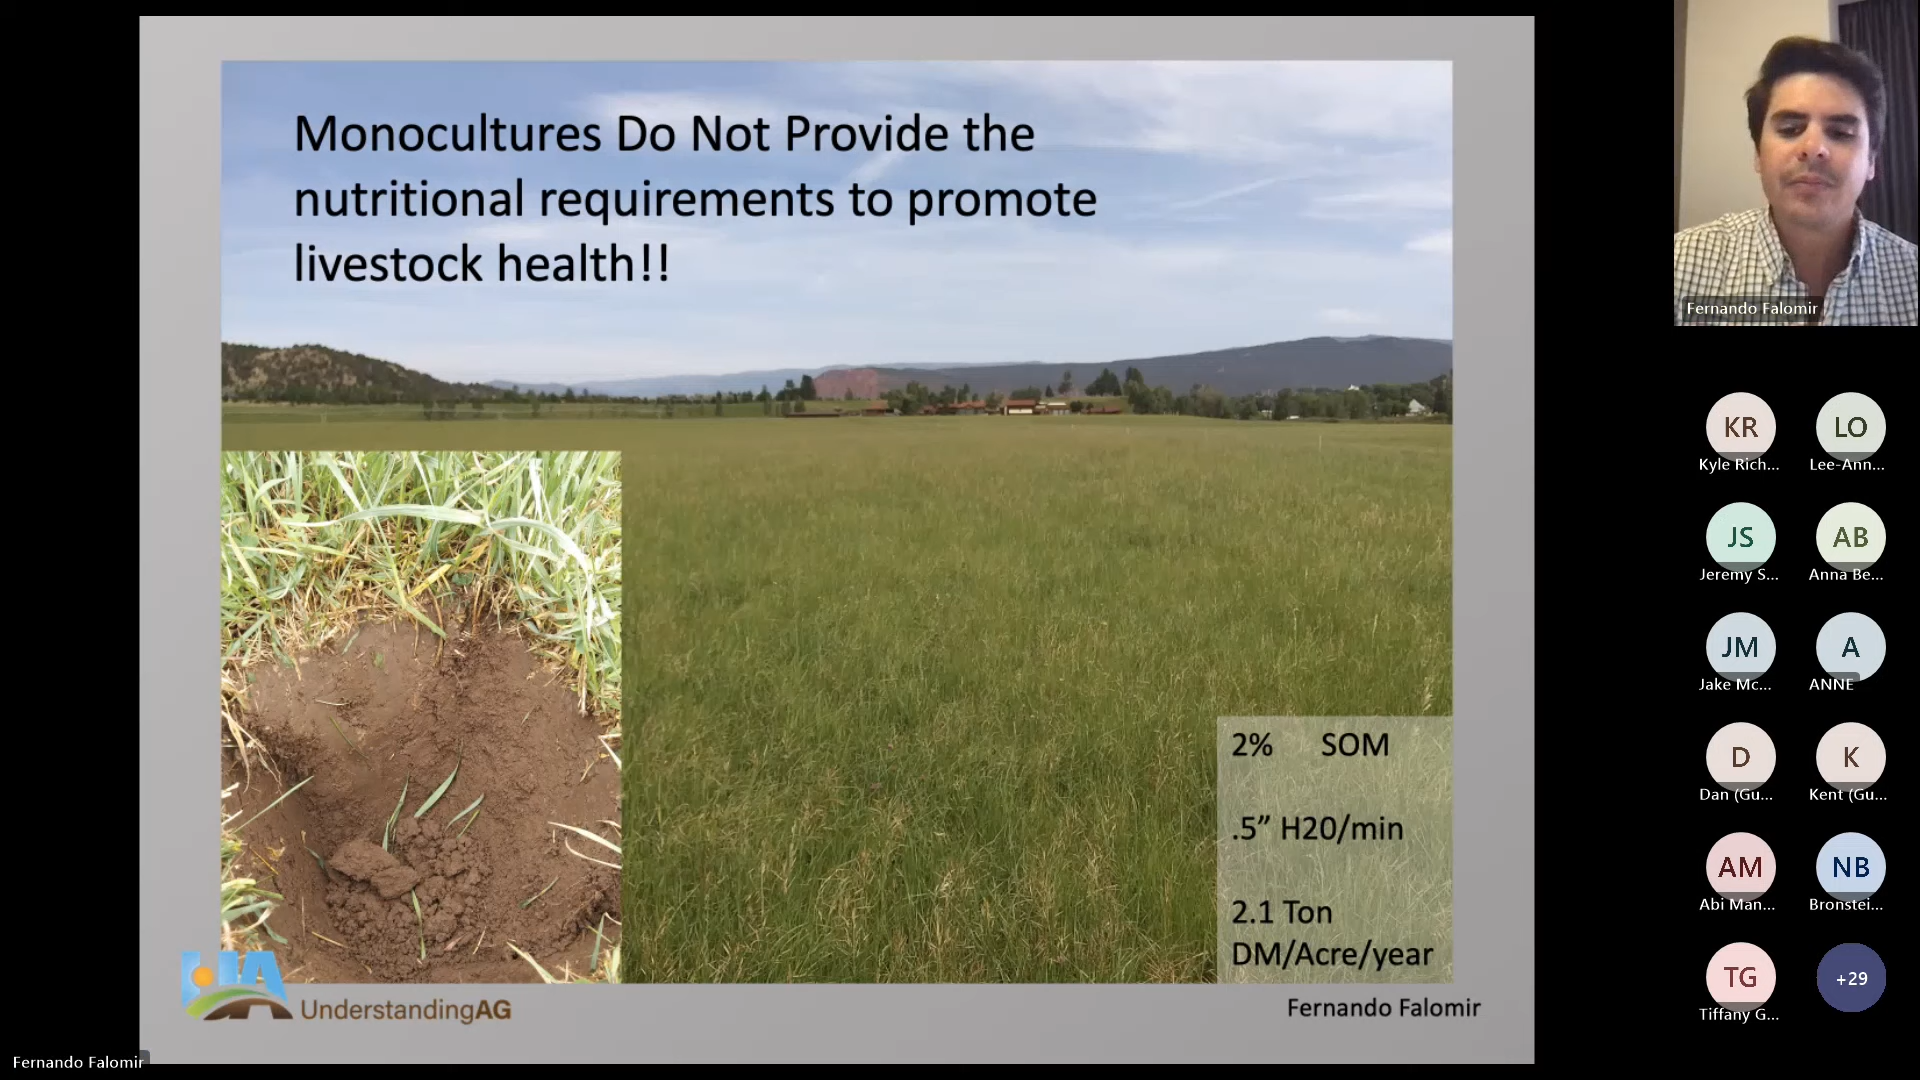 Monocultures Do Not Provide the
nutritional requirements to promote
livestock health!!
2% SOM
.5” H20/min
2.1 Ton
DM/Acre/year
UA
UnderstandingAG
Fernando Falomir
Fernando Falomir
Fernando Falomir
KR
Kyle Rich...
LO
Lee-Ann...
JS
Jeremy S...
AB
Anna Be...
JM
Jake Mc...
A
ANNE
D
Dan (Gu...
K
Kent (Gu...
AM
Abi Man...
NB
Bronstei...
TG
Tiffany G...
+29